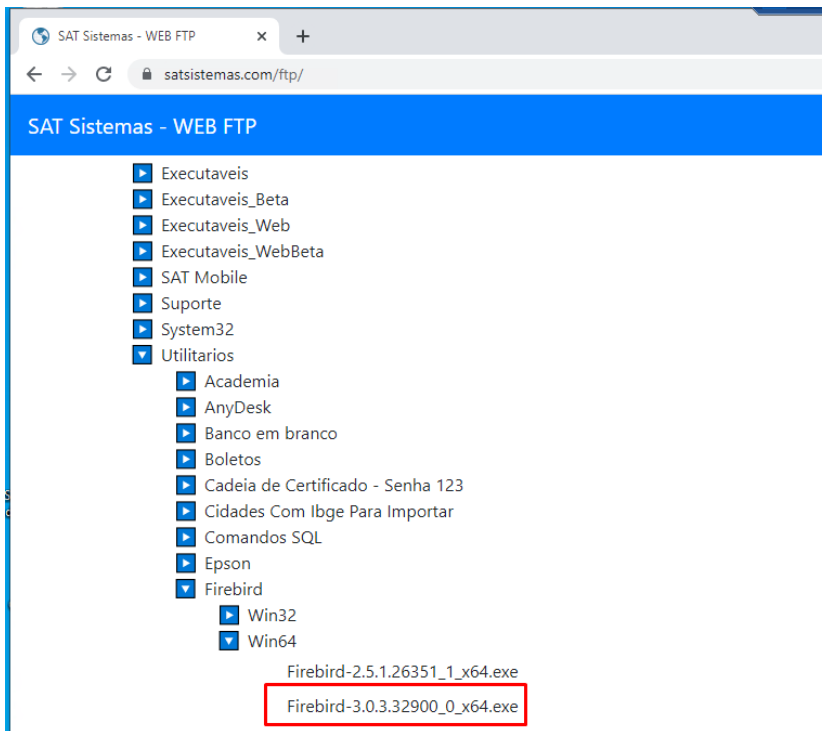 SAT Sistemas - WEB FTP
satsistemas.com/ftp/
SAT Sistemas - WEB FTP
Executaveis
Executaveis_Beta
Executaveis_Web
Executaveis_WebBeta
SAT Mobile
Suporte
System32
Utilitarios
Academia
AnyDesk
Banco em branco
Boletos
Cadeia de Certificado - Senha 123
Cidades Com Ibge Para Importar
Comandos SQL
Epson
Firebird
Win32
Win64
Firebird-2.5.1.26351_1_x64.exe
Firebird-3.0.3.32900_0_x64.exe